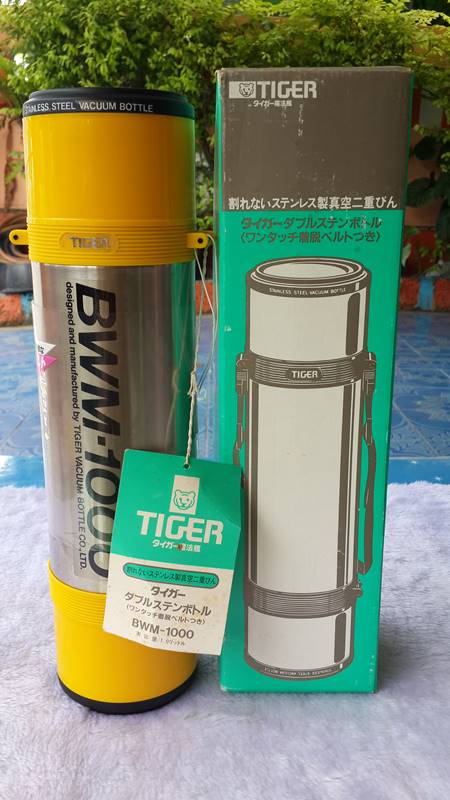 STAINLESS STEEL VACUUM BOTTLE
TIGER
BWM-1000
designed and manufactured by TIGER VACUUM BOTTLE CO., LTD.
TIGER
タイガー魔法瓶
割れないステンレス製真空二重びん
タイガー
ダブルステンボトル
(ワンタッチ着脱ベルトつき)
BWM-1000
TIGER
タイガー魔法瓶
割れないステンレス製真空二重びん
タイガーダブルステンボトル
〈ワンタッチ着脱ベルトつき〉
STAINLESS STEEL VACUUM BOTTLE
TIGER